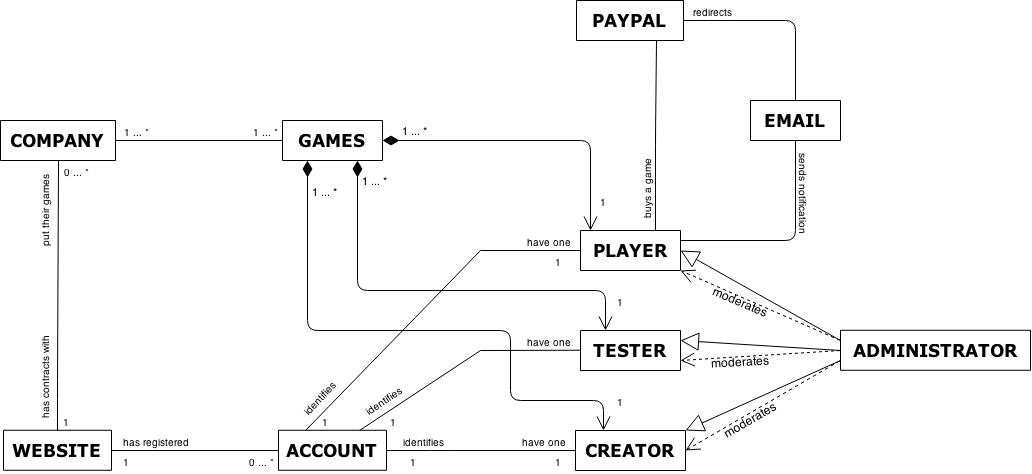 PAYPAL
redirects
EMAIL
COMPANY
1 ... *
1 ... *
GAMES
1 ... *
0 ... *
1 ... *
1 ... *
put their games
buys a game
sends notification
1
have one
PLAYER
1
moderates
1
have one
TESTER
moderates
ADMINISTRATOR
has contracts with
identifies
identifies
1
moderates
1
1
1
WEBSITE
has registered
ACCOUNT
identifies
have one
CREATOR
1
0 ... *
1
1